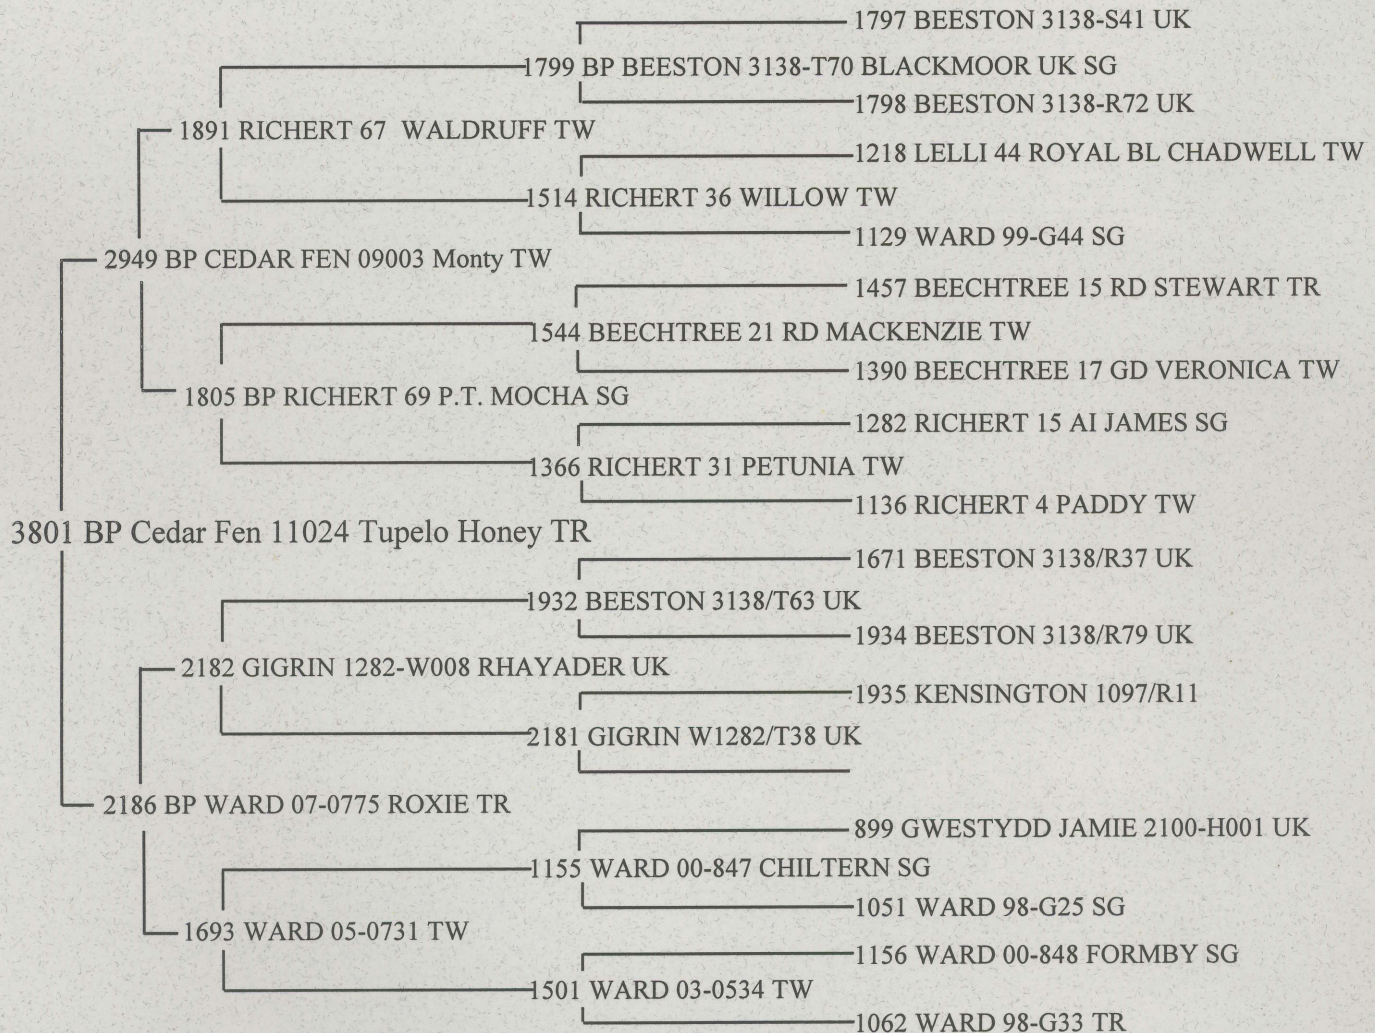 1797 BEESTON 3138-S41 UK
1799 BP BEESTON 3138-T70 BLACKMOOR UK SG
1798 BEESTON 3138-R72 UK
1891 RICHERT 67 WALDRUFF TW
1218 LELLI 44 ROYAL BL CHADWELL TW
1514 RICHERT 36 WILLOW TW
1129 WARD 99-G44 SG
2949 BP CEDAR FEN 09003 Monty TW
1457 BEECHTREE 15 RD STEWART TR
1544 BEECHTREE 21 RD MACKENZIE TW
1390 BEECHTREE 17 GD VERONICA TW
1805 BP RICHERT 69 P.T. MOCHA SG
1282 RICHERT 15 AI JAMES SG
1366 RICHERT 31 PETUNIA TW
1136 RICHERT 4 PADDY TW
3801 BP Cedar Fen 11024 Tupelo Honey TR
1671 BEESTON 3138/R37 UK
1932 BEESTON 3138/T63 UK
1934 BEESTON 3138/R79 UK
2182 GIGRIN 1282-W008 RHAYADER UK
1935 KENSINGTON 1097/R11
2181 GIGRIN W1282/T38 UK
2186 BP WARD 07-0775 ROXIE TR
899 GWESTYDD JAMIE 2100-H001 UK
1155 WARD 00-847 CHILTERN SG
1051 WARD 98-G25 SG
1693 WARD 05-0731 TW
1156 WARD 00-848 FORMBY SG
1501 WARD 03-0534 TW
1062 WARD 98-G33 TR